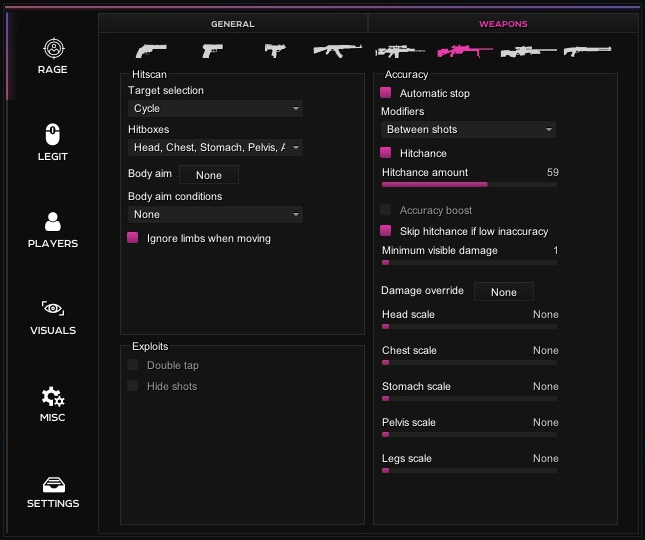 GENERAL
WEAPONS
RAGE
LEGIT
PLAYERS
VISUALS
MISC
SETTINGS
Hitscan
Target selection
Cycle
Hitboxes
Head, Chest, Stomach, Pelvis, A
Body aim
None
Body aim conditions
None
Ignore limbs when moving
Exploits
Double tap
Hide shots
Accuracy
Automatic stop
Modifiers
Between shots
Hitchance
Hitchance amount 59
Accuracy boost
Skip hitchance if low inaccuracy
Minimum visible damage 1
Damage override None
Head scale None
Chest scale None
Stomach scale None
Pelvis scale None
Legs scale None